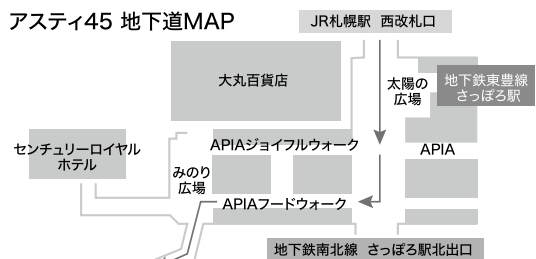 アスティ45 地下道MAP
JR札幌駅 西改札口
大丸百貨店
太陽の
広場
地下鉄東豊線
さっぽろ駅
センチュリーロイヤル
ホテル
APIAジョイフルウォーク
APIA
みのり
広場
APIAフードウォーク
地下鉄南北線 さっぽろ駅北出口